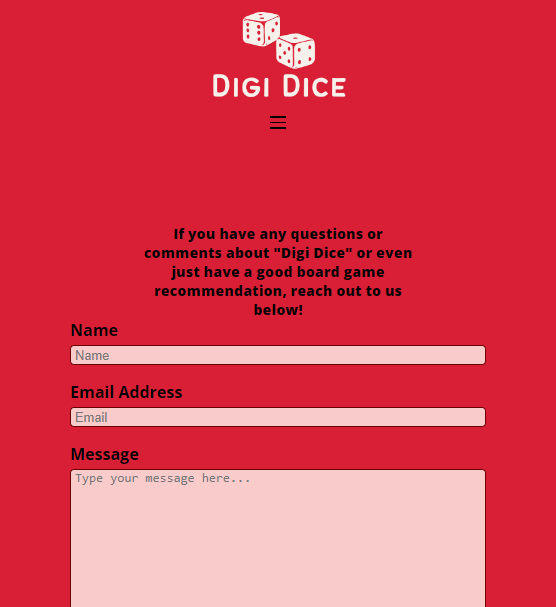 Digi Dice
If you have any questions or
comments about "Digi Dice" or even
just have a good board game
recommendation, reach out to us
below!
Name
Name
Email Address
Email
Message
Type your message here...